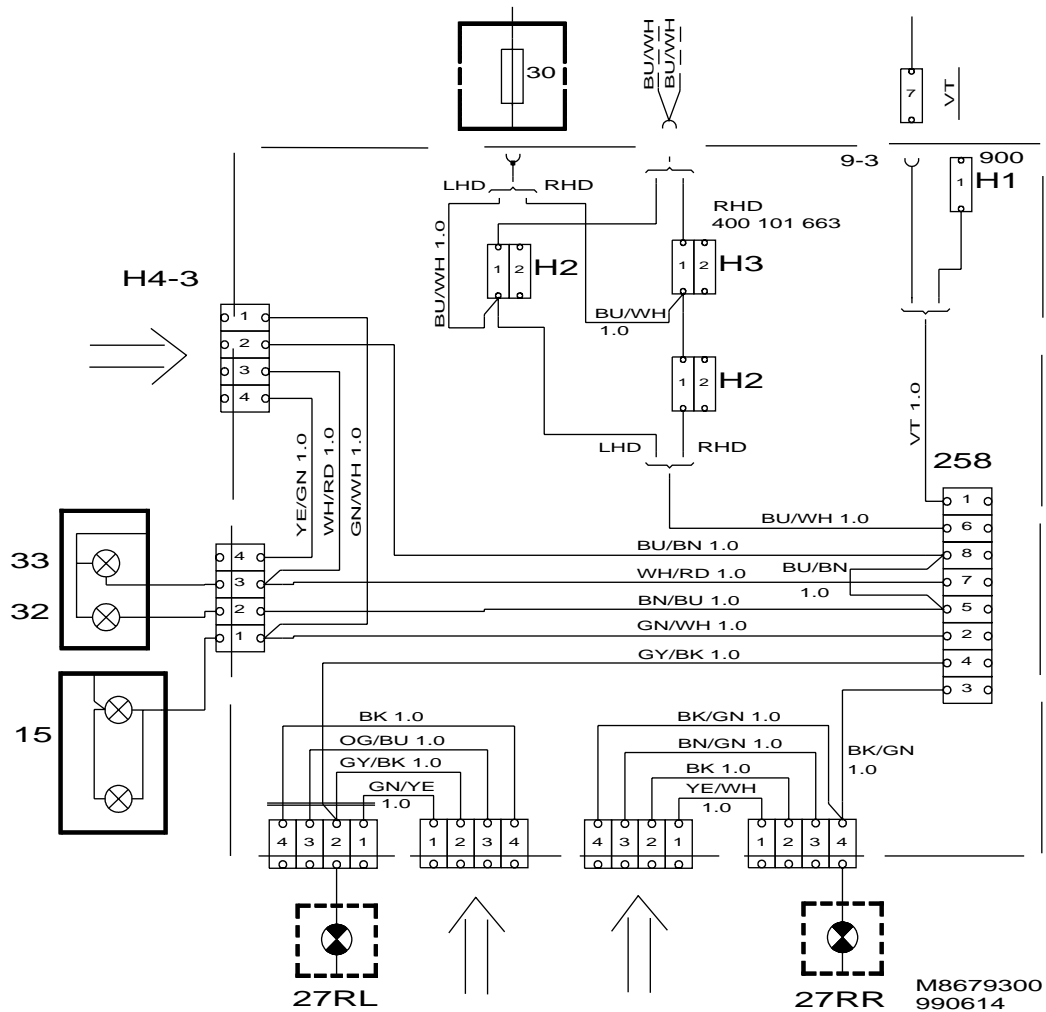 30
BU/WH
BU/WH
7
VT
9-3
900
1
H1
LHD
RHD
RHD
400 101 663
BU/WH 1.0
1 2
H2
1 2
H3
BU/WH
1.0
H4-3
1
2
3
4
1 2
H2
YE/GN 1.0
WH/RD 1.0
GN/WH 1.0
LHD
RHD
VT 1.0
258
1
6
8
7
5
2
4
3
BU/WH 1.0
BU/BN 1.0
BU/BN
1.0
WH/RD 1.0
BN/BU 1.0
GN/WH 1.0
GY/BK 1.0
33
32
4
3
2
1
15
BK 1.0
OG/BU 1.0
GY/BK 1.0
GN/YE
1.0
BK/GN 1.0
BN/GN 1.0
BK 1.0
YE/WH
1.0
BK/GN
1.0
4 3 2 1
1 2 3 4
4 3 2 1
1 2 3 4
27RL
27RR
M8679300
990614